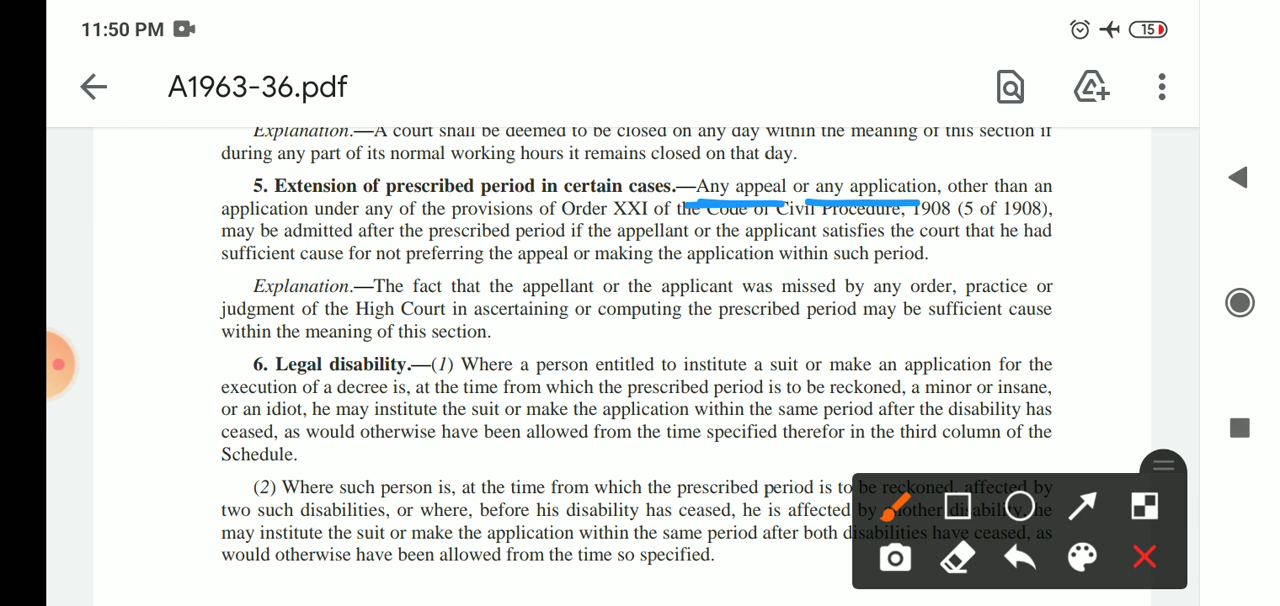 11:50 PM
15
A1963-36.pdf
Explanation.—A court shall be deemed to be closed on any day within the meaning of this section if
during any part of its normal working hours it remains closed on that day.
5. Extension of prescribed period in certain cases.—Any appeal or any application, other than an
application under any of the provisions of Order XXI of the Code of Civil Procedure, 1908 (5 of 1908),
may be admitted after the prescribed period if the appellant or the applicant satisfies the court that he had
sufficient cause for not preferring the appeal or making the application within such period.
Explanation.—The fact that the appellant or the applicant was missed by any order, practice or
judgment of the High Court in ascertaining or computing the prescribed period may be sufficient cause
within the meaning of this section.
6. Legal disability.—(1) Where a person entitled to institute a suit or make an application for the
execution of a decree is, at the time from which the prescribed period is to be reckoned, a minor or insane,
or an idiot, he may institute the suit or make the application within the same period after the disability has
ceased, as would otherwise have been allowed from the time specified therefor in the third column of the
Schedule.
(2) Where such person is, at the time from which the prescribed period is to be reckoned, affected by
two such disabilities, or where, before his disability has ceased, he is affected by another disability, he
may institute the suit or make the application within the same period after both disabilities have ceased, as
would otherwise have been allowed from the time so specified.